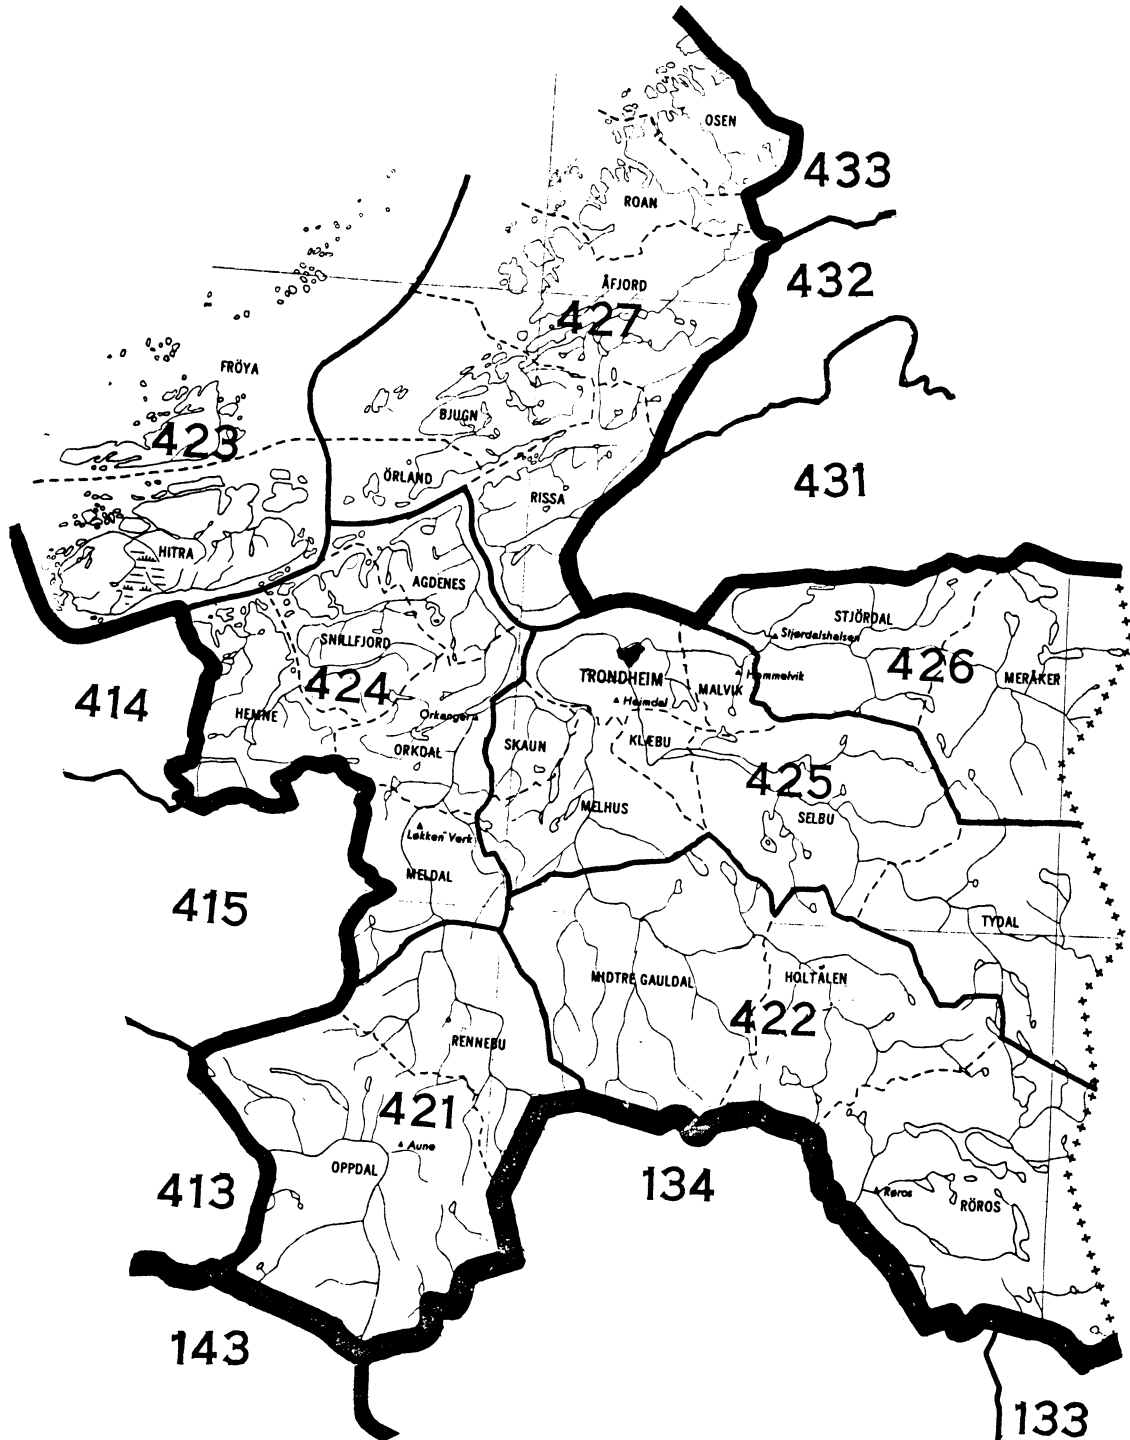 OSEN
433
ROAN
432
ÅFJORD
427
FRÖYA
BJUGN
423
ÖRLAND
431
RISSA
HITRA
AGDENES
STJÖRDAL
Stjørdalshalsen
SNILLFJORD
426
TRONDHEIM
Hommelvik
MERÅKER
424
MALVIK
414
Heimdal
HEMNE
Orkanger
KLÆBU
SKAUN
ORKDAL
425
MELHUS
SELBU
Løkken Verk
MELDAL
415
TYDAL
MIDTRE GAULDAL
HOLTÅLEN
422
RENNEBU
421
Aune
OPPDAL
134
413
Røros
RÖROS
143
133